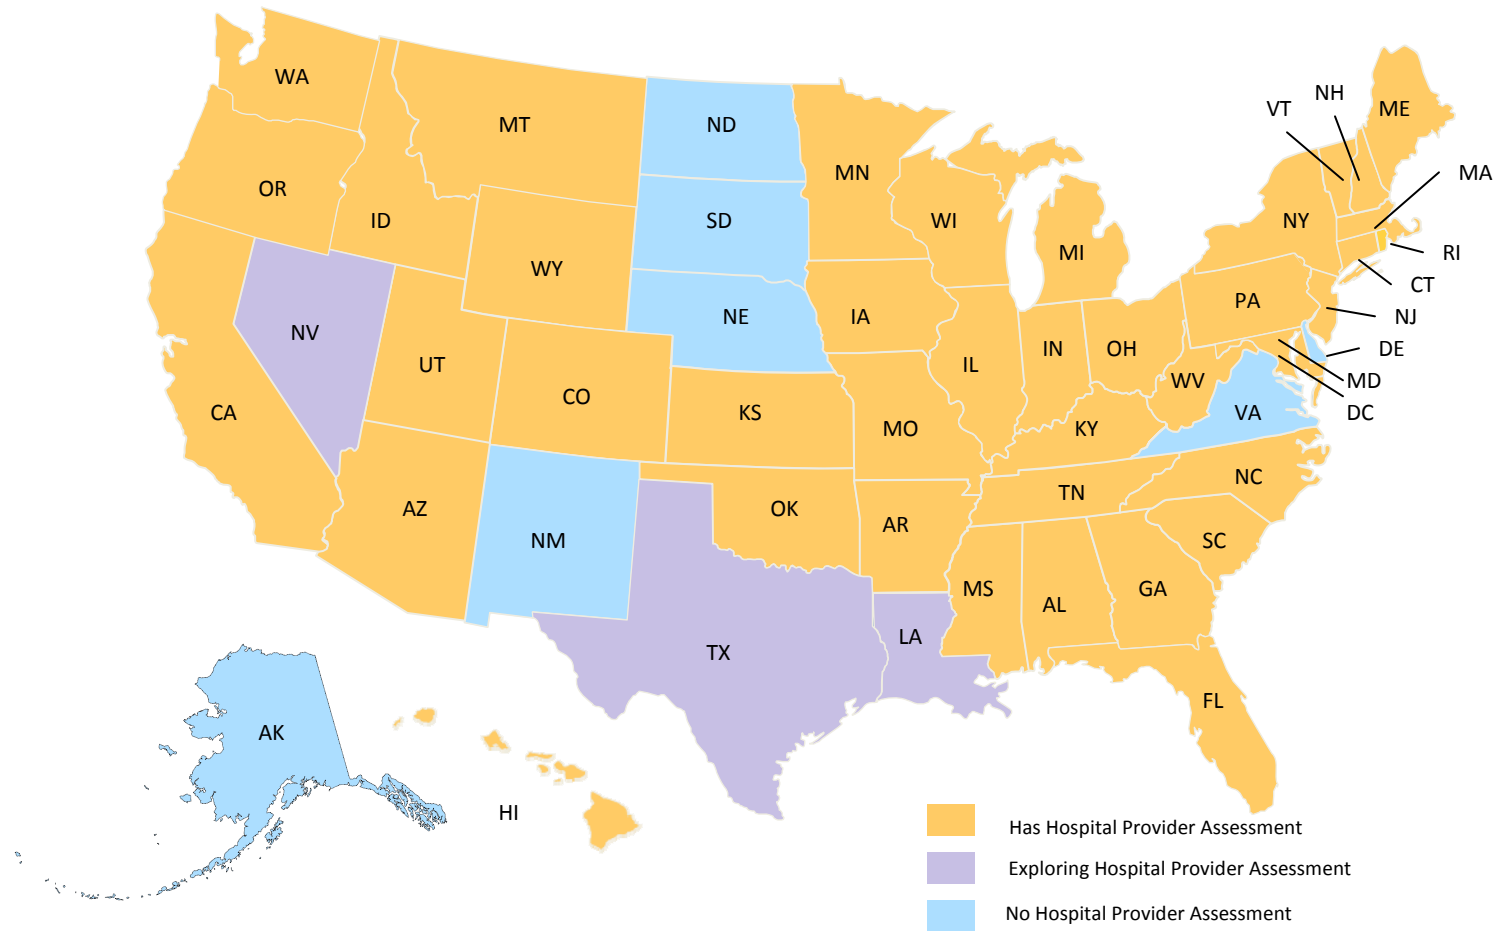 WA
MT
ND
MN
OR
ID
SD
WI
MI
NY
VT
NH
ME
MA
RI
CT
NJ
DE
MD
DC
WY
NE
IA
PA
NV
UT
CO
KS
IL
IN
OH
WV
VA
CA
MO
KY
NC
AZ
NM
OK
AR
TN
SC
TX
LA
MS
AL
GA
FL
AK
HI
Has Hospital Provider Assessment
Exploring Hospital Provider Assessment
No Hospital Provider Assessment